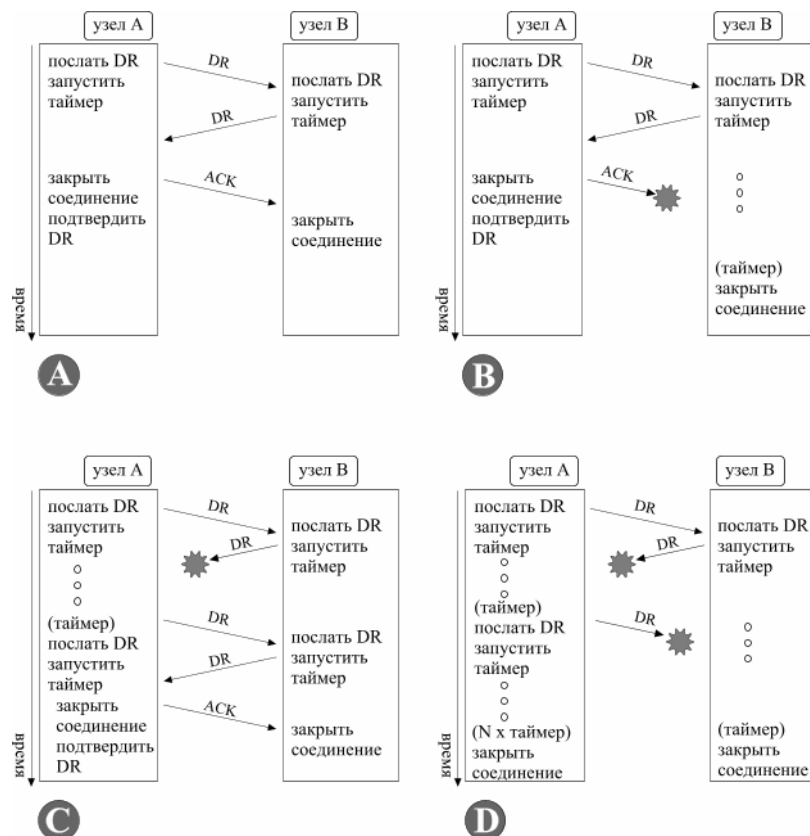 узел A
узел B
послать DR
запустить
таймер
DR
послать DR
запустить
таймер
DR
закрыть
соединение
подтвердить
DR
ACK
закрыть
соединение
время
A
узел A
узел B
послать DR
запустить
таймер
DR
послать DR
запустить
таймер
DR
закрыть
соединение
подтвердить
DR
ACK
(таймер)
закрыть
соединение
время
B
узел A
узел B
послать DR
запустить
таймер
DR
послать DR
запустить
таймер
DR
(таймер)
послать DR
запустить
таймер
DR
послать DR
запустить
таймер
DR
закрыть
соединение
подтвердить
DR
ACK
закрыть
соединение
время
C
узел A
узел B
послать DR
запустить
таймер
DR
послать DR
запустить
таймер
DR
(таймер)
послать DR
запустить
таймер
DR
(N x таймер)
закрыть
соединение
(таймер)
закрыть
соединение
время
D